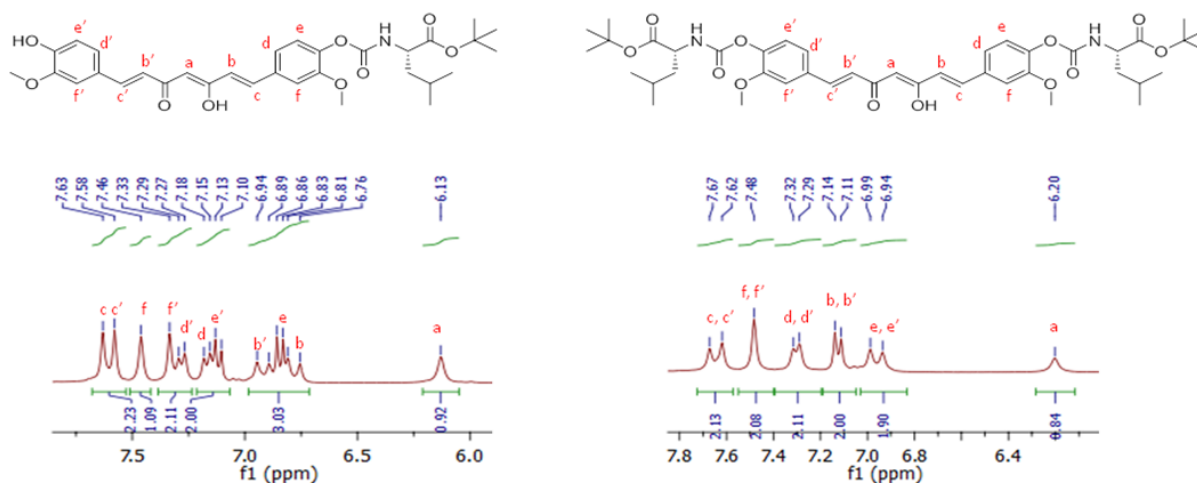 HO
e'
d'
f'
c'
b'
a
b
c
d
e
f
O
OH
O
O
O
H
N
O
O
O
O
O
O
H
N
O
O
O
e'
d'
f'
c'
b'
a
b
c
d
e
f
O
OH
O
O
O
H
N
O
O
7.63
7.58
7.46
7.33
7.29
7.27
7.18
7.15
7.13
7.10
6.94
6.89
6.86
6.83
6.81
6.76
6.13
7.67
7.62
7.48
7.32
7.29
7.14
7.11
6.99
6.94
6.20
c c' f f' d' d e' b' e b a
c, c' f, f' d, d' b, b' e, e' a
2.23 1.09 2.11 2.00 3.03 0.92
2.13 2.08 2.11 2.00 1.90 0.84
7.5 7.0 6.5 6.0
f1 (ppm)
7.8 7.6 7.4 7.2 7.0 6.8 6.6 6.4
f1 (ppm)